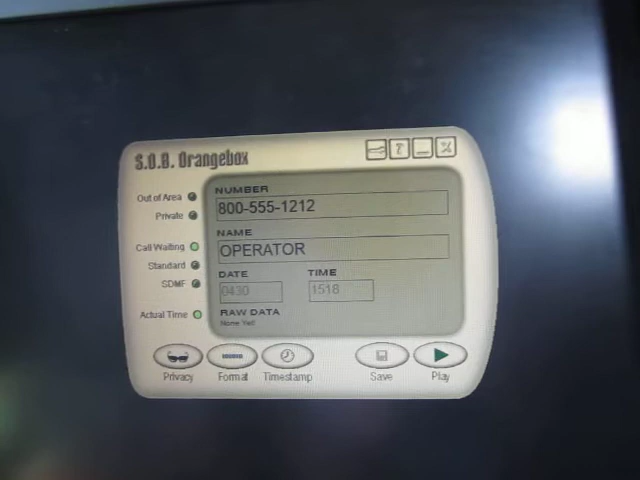 S.O.B. Orangebox
?
Out of Area
Private
Call Waiting
Standard
SDMF
Actual Time
NUMBER
800-555-1212
NAME
OPERATOR
DATE
TIME
0430
1518
RAW DATA
None Yet!
Privacy
Format
Timestamp
Save
Play